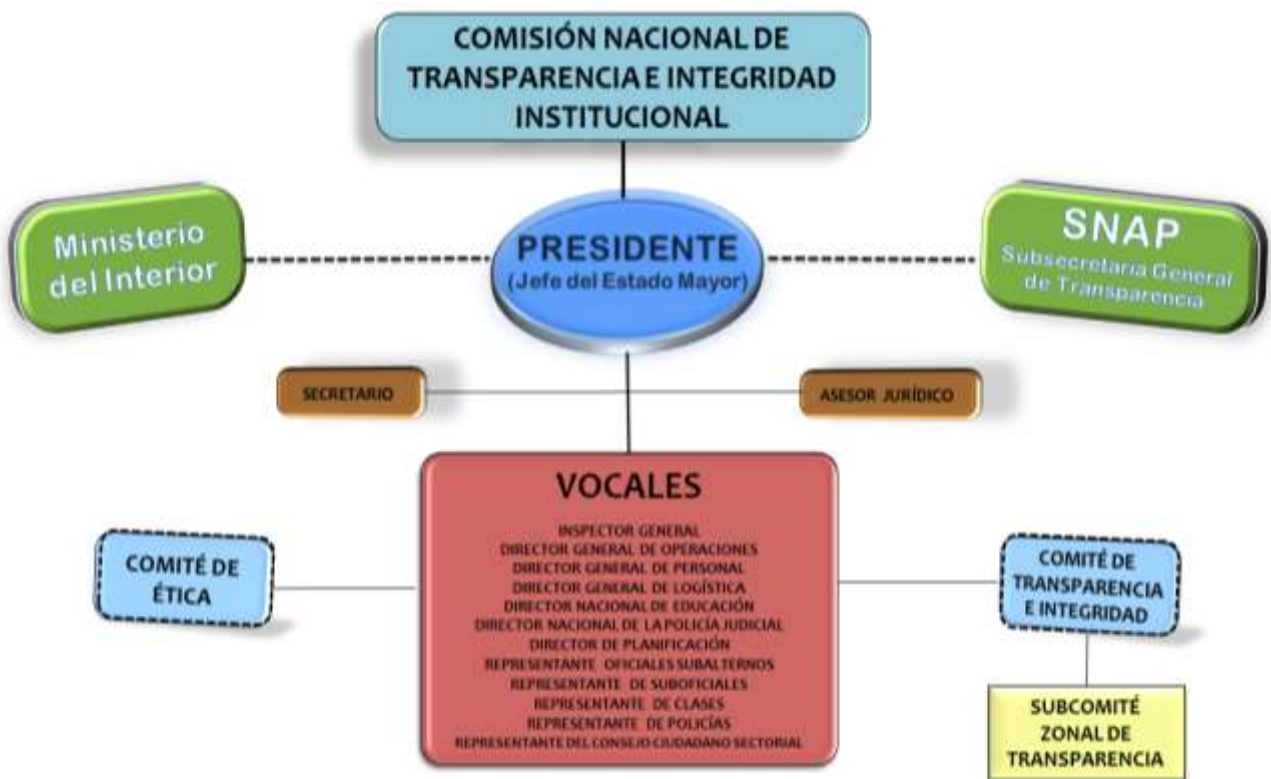 COMISIÓN NACIONAL DE
TRANSPARENCIA E INTEGRIDAD
INSTITUCIONAL
Ministerio
del Interior
PRESIDENTE
(Jefe del Estado Mayor)
SNAP
Subsecretaría General
de Transparencia
SECRETARIO
ASESOR JURÍDICO
VOCALES
INSPECTOR GENERAL
DIRECTOR GENERAL DE OPERACIONES
DIRECTOR GENERAL DE PERSONAL
DIRECTOR GENERAL DE LOGÍSTICA
DIRECTOR NACIONAL DE EDUCACIÓN
DIRECTOR NACIONAL DE LA POLICÍA JUDICIAL
DIRECTOR DE PLANIFICACIÓN
REPRESENTANTE OFICIALES SUBALTERNOS
REPRESENTANTE DE SUBOFICIALES
REPRESENTANTE DE CLASES
REPRESENTANTE DE POLICÍAS
REPRESENTANTE DEL CONSEJO CIUDADANO SECTORIAL
COMITÉ DE
ÉTICA
COMITÉ DE
TRANSPARENCIA
E INTEGRIDAD
SUBCOMITÉ
ZONAL DE
TRANSPARENCIA